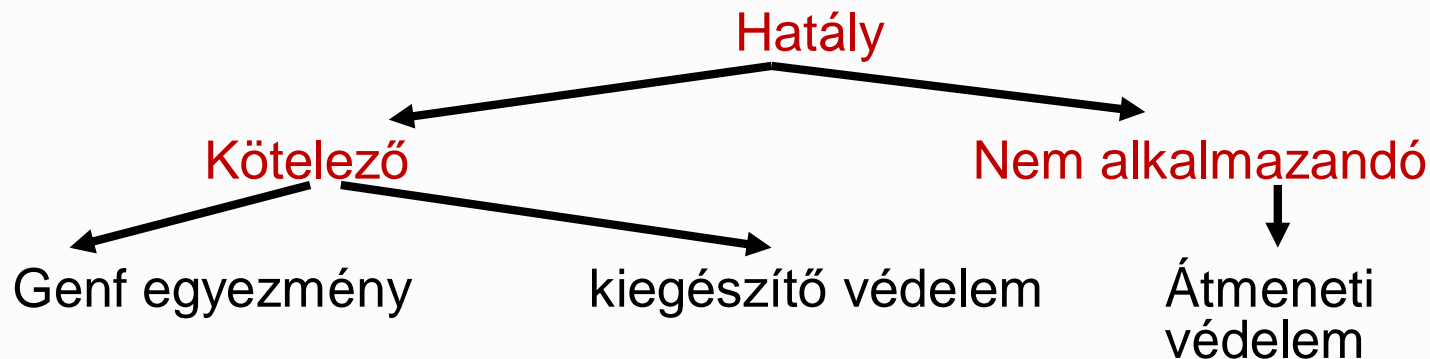 Hatály
Kötelező
Nem alkalmazandó
Genf egyezmény
kiegészítő védelem
Átmeneti
védelem